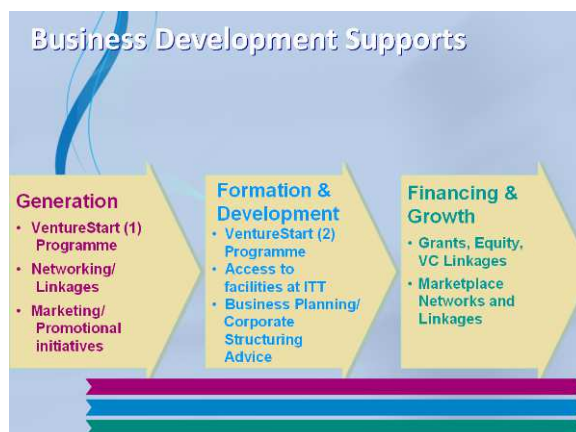 Business Development Supports
Generation
• VentureStart (1)
Programme
• Networking/
Linkages
• Marketing/
Promotional
initiatives
Formation &
Development
• VentureStart (2)
Programme
• Access to
facilities at ITT
• Business Planning/
Corporate
Structuring
Advice
Financing &
Growth
• Grants, Equity,
VC Linkages
• Marketplace
Networks and
Linkages